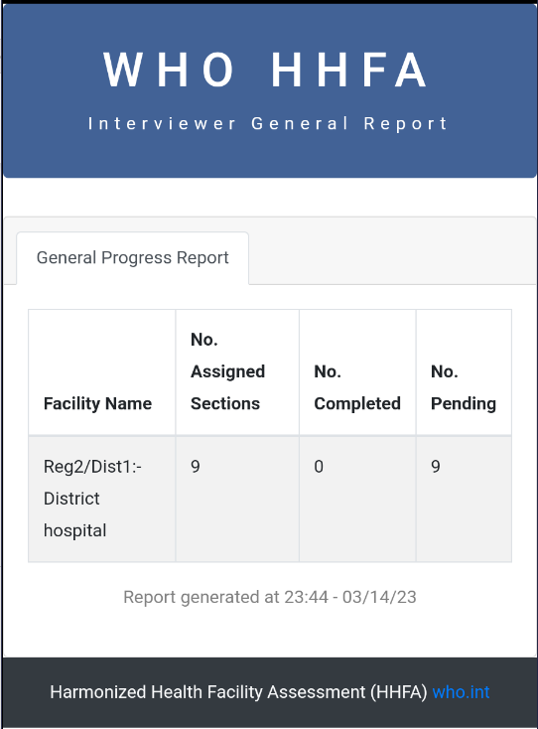 WHO HHFA
Interviewer General Report
General Progress Report
Facility Name
No. Assigned Sections
No. Completed
No. Pending
Reg2/Dist1:- District hospital
9
0
9
Report generated at 23:44 - 03/14/23
Harmonized Health Facility Assessment (HHFA) who.int